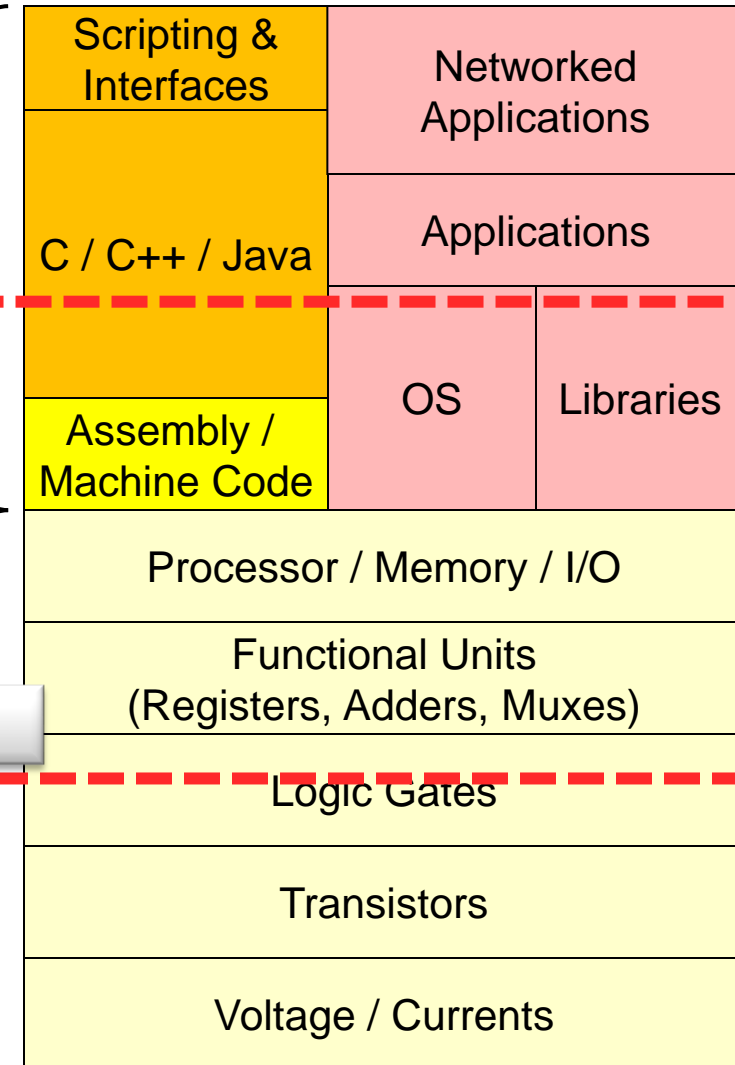 Scripting &
Interfaces
Networked
Applications
C / C++ / Java
Applications
OS
Libraries
Assembly /
Machine Code
Processor / Memory / I/O
Functional Units
(Registers, Adders, Muxes)
Logic Gates
Transistors
Voltage / Currents